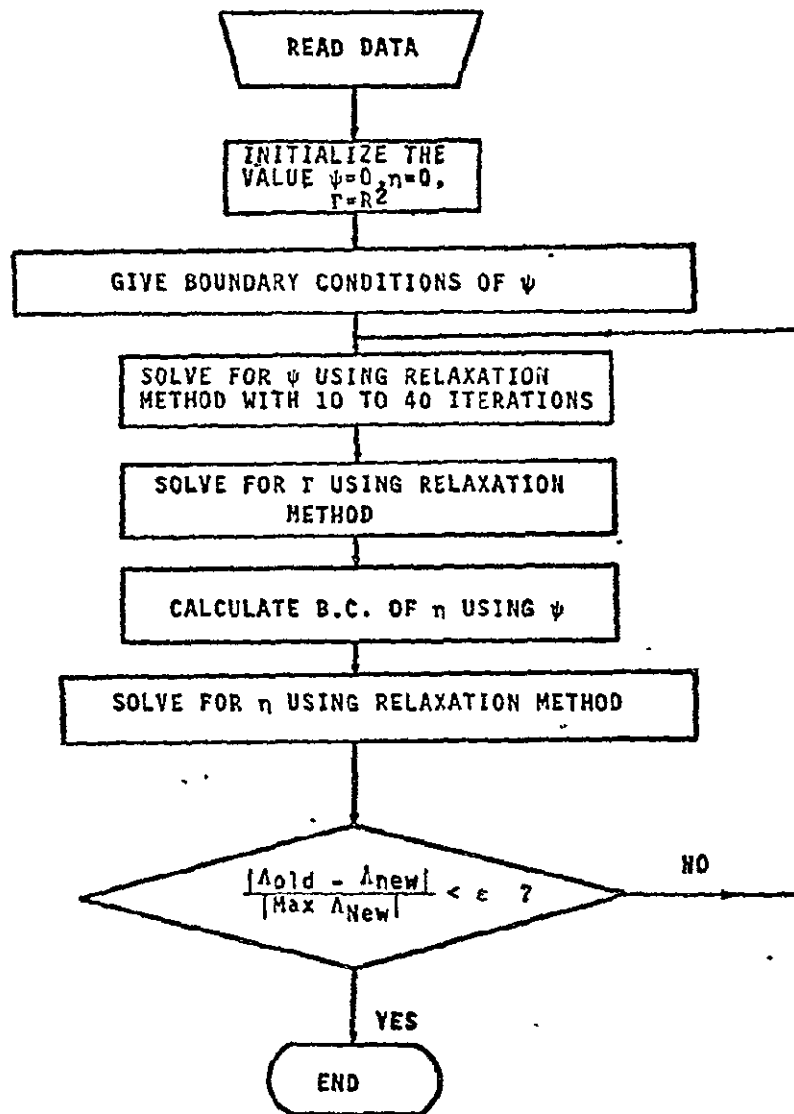 READ DATA
INITIALIZE THE
VALUE ψ=0,η=0,
Γ=R²
GIVE BOUNDARY CONDITIONS OF ψ
SOLVE FOR ψ USING RELAXATION
METHOD WITH 10 TO 40 ITERATIONS
SOLVE FOR Γ USING RELAXATION
METHOD
CALCULATE B.C. OF η USING ψ
SOLVE FOR η USING RELAXATION METHOD
|Λold - Λnew|
|Max ΛNew| < ε ?
NO
YES
END